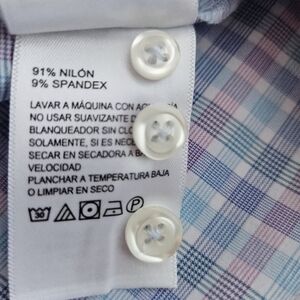 91% NILÓN
9% SPANDEX
LAVAR A MÁQUINA CON
NO USAR SUAVIZANTE
BLANQUEADOR SIN
SOLAMENTE, SI ES
SECAR EN SECADORA A
VELOCIDAD
PLANCHAR A TEMPERATURA BAJA
O LIMPIAR EN SECO